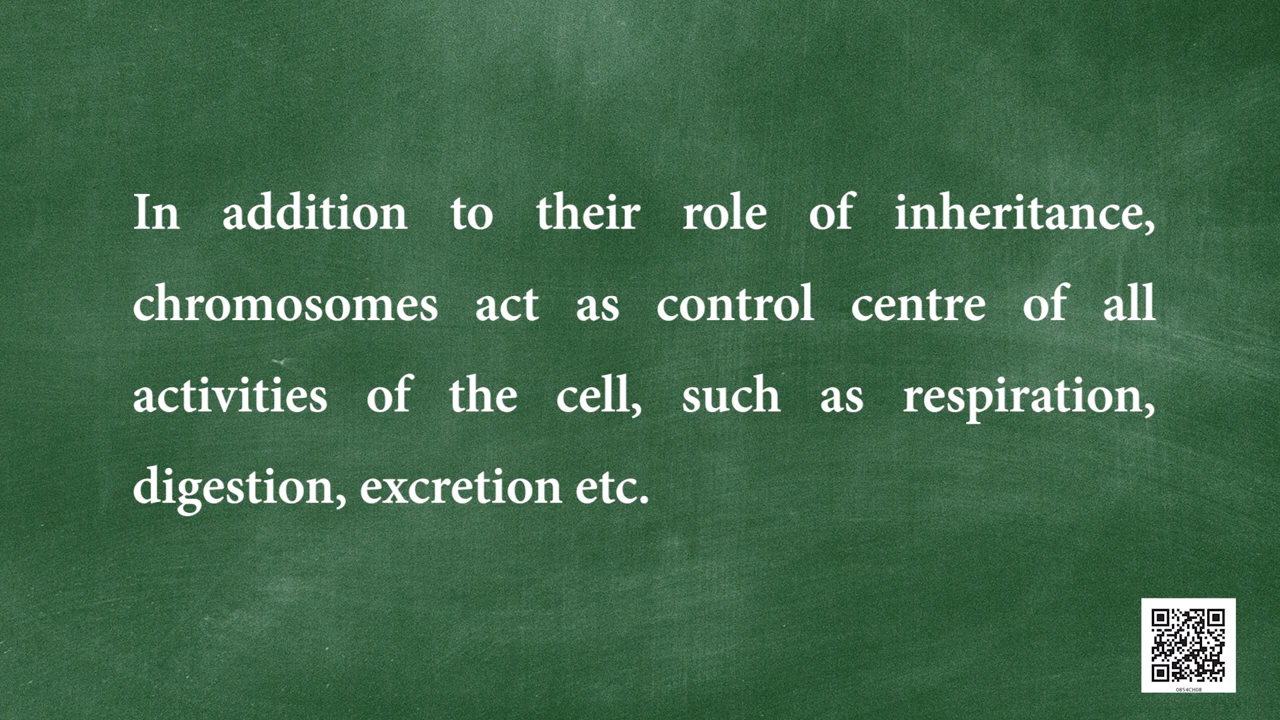 In addition to their role of inheritance,
chromosomes act as control centre of all
activities of the cell, such as respiration,
digestion, excretion etc.
0854CH08